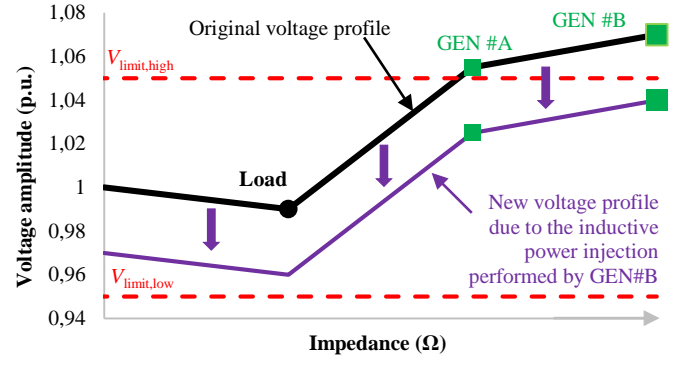 1,08
1,06
1,04
1,02
1
0,98
0,96
0,94
Voltage amplitude (p.u.)
Impedance (Ω)
Original voltage profile
GEN #A
GEN #B
Vlimit,high
Load
New voltage profile
due to the inductive
power injection
performed by GEN#B
Vlimit,low